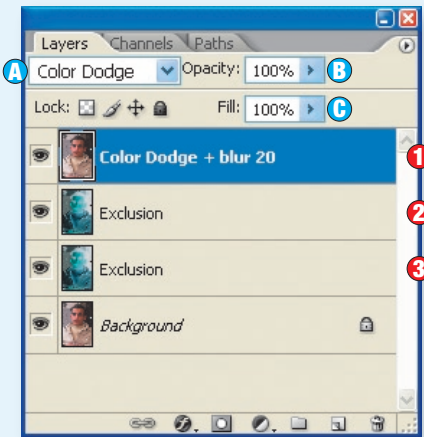 Layers Channels Paths
A Color Dodge Opacity: 100% B
Lock: Fill: 100% C
Color Dodge + blur 20 1
Exclusion 2
Exclusion 3
Background